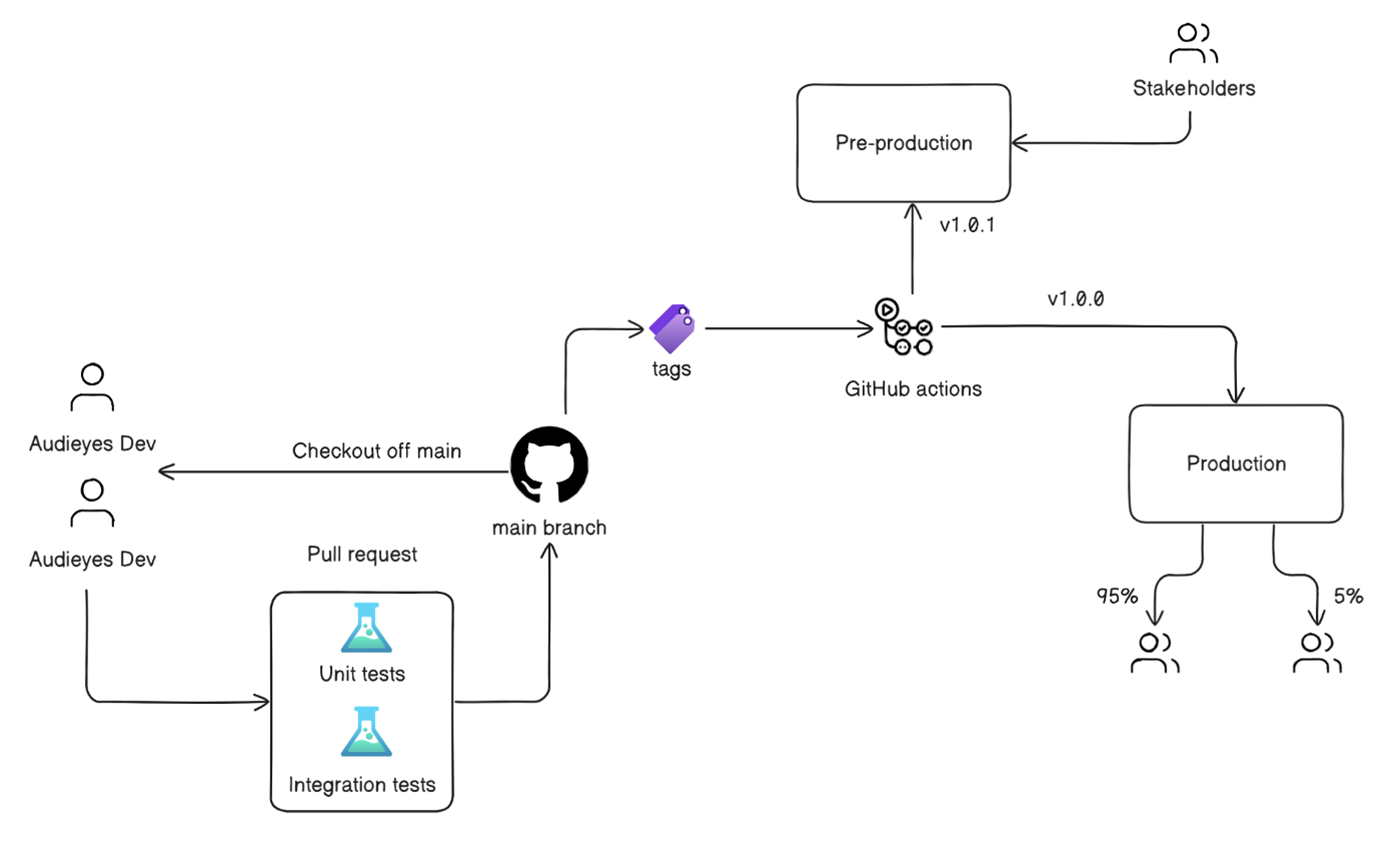 Stakeholders
Pre-production
v1.0.1
v1.0.0
tags
GitHub actions
Audieyes Dev
Checkout off main
Production
main branch
Audieyes Dev
Pull request
95%
5%
Unit tests
Integration tests